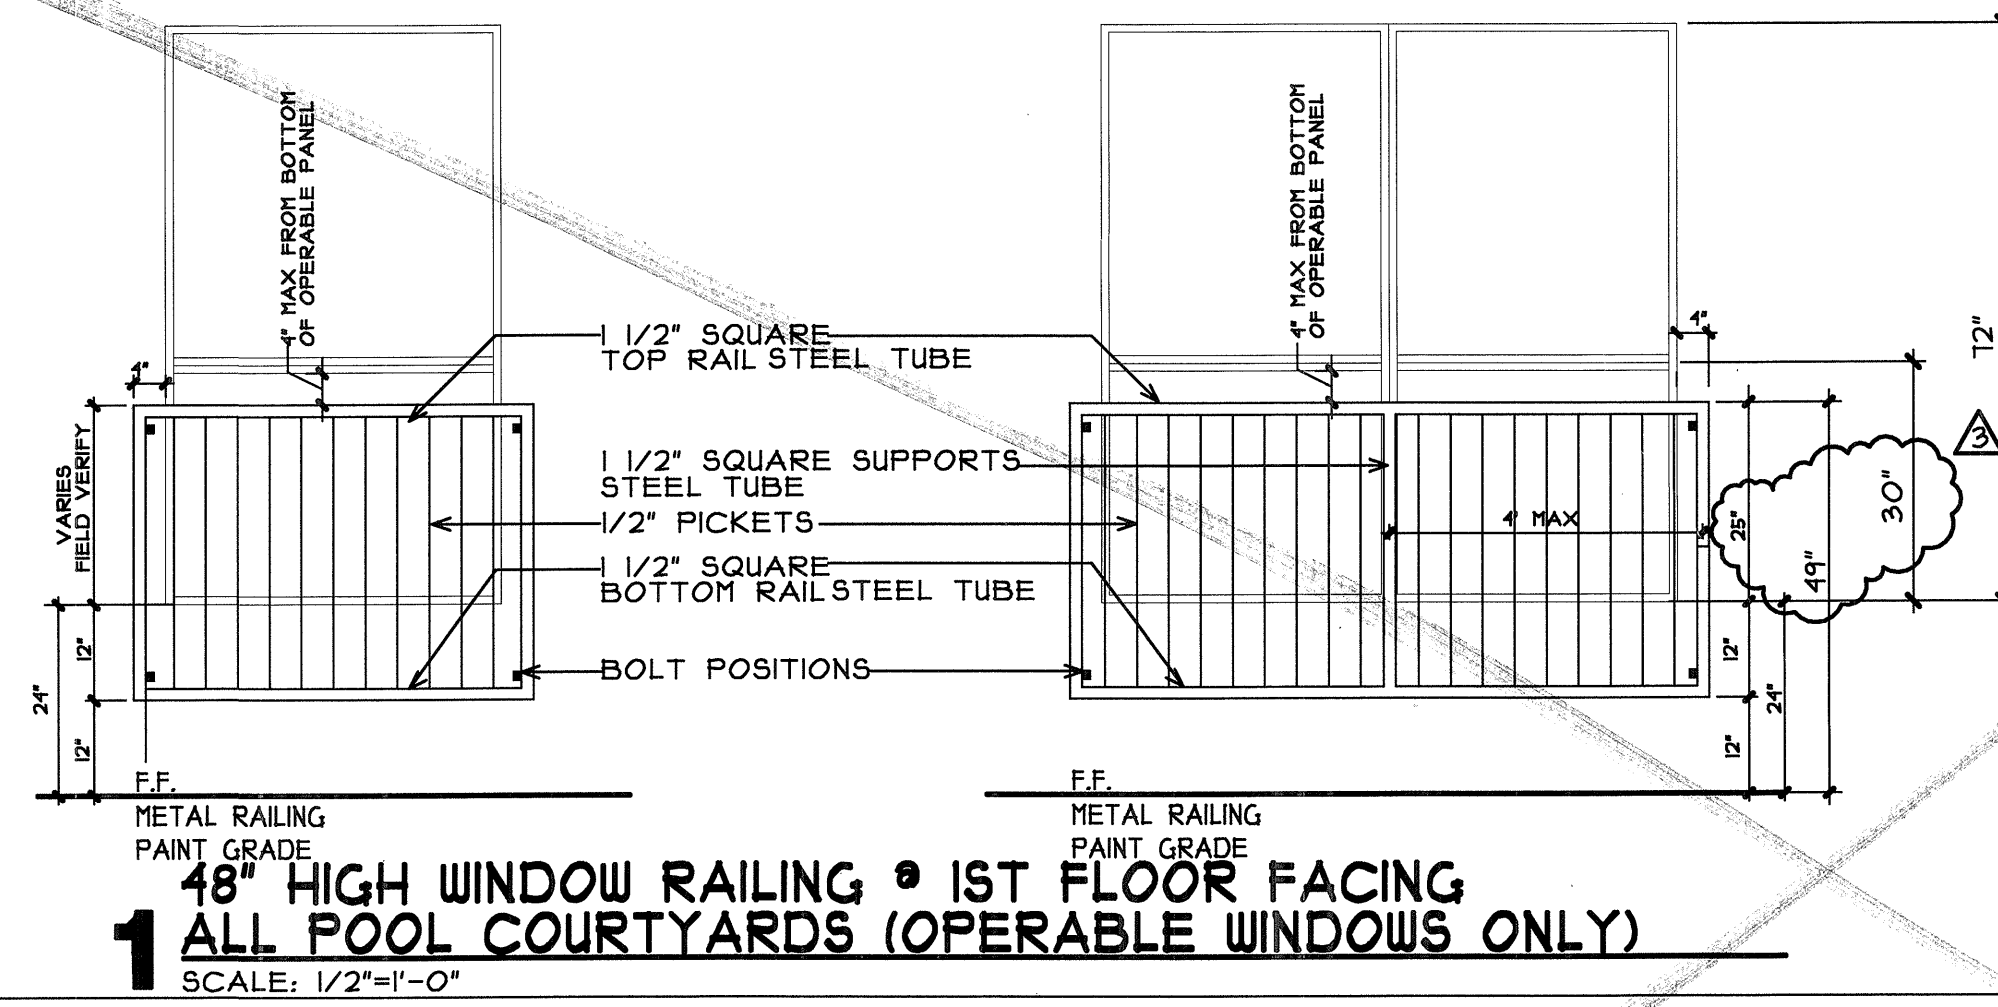 4" MAX FROM BOTTOM
OF OPERABLE PANEL
4" MAX FROM BOTTOM
OF OPERABLE PANEL
4"
4"
72"
1 1/2" SQUARE
TOP RAIL STEEL TUBE
VARIES
FIELD VERIFY
1 1/2" SQUARE SUPPORTS
STEEL TUBE
1/2" PICKETS
4' MAX
25"
49"
30"
3
1 1/2" SQUARE
BOTTOM RAIL STEEL TUBE
12"
12"
BOLT POSITIONS
24"
24"
12"
12"
F.F.
METAL RAILING
PAINT GRADE
F.F.
METAL RAILING
PAINT GRADE
1
48" HIGH WINDOW RAILING @ 1ST FLOOR FACING
ALL POOL COURTYARDS (OPERABLE WINDOWS ONLY)
SCALE: 1/2"=1'-0"